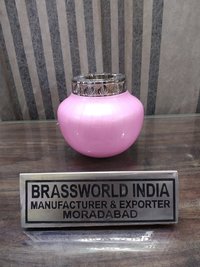 BRASSWORLD INDIA
MANUFACTURER & EXPORTER
MORADABAD